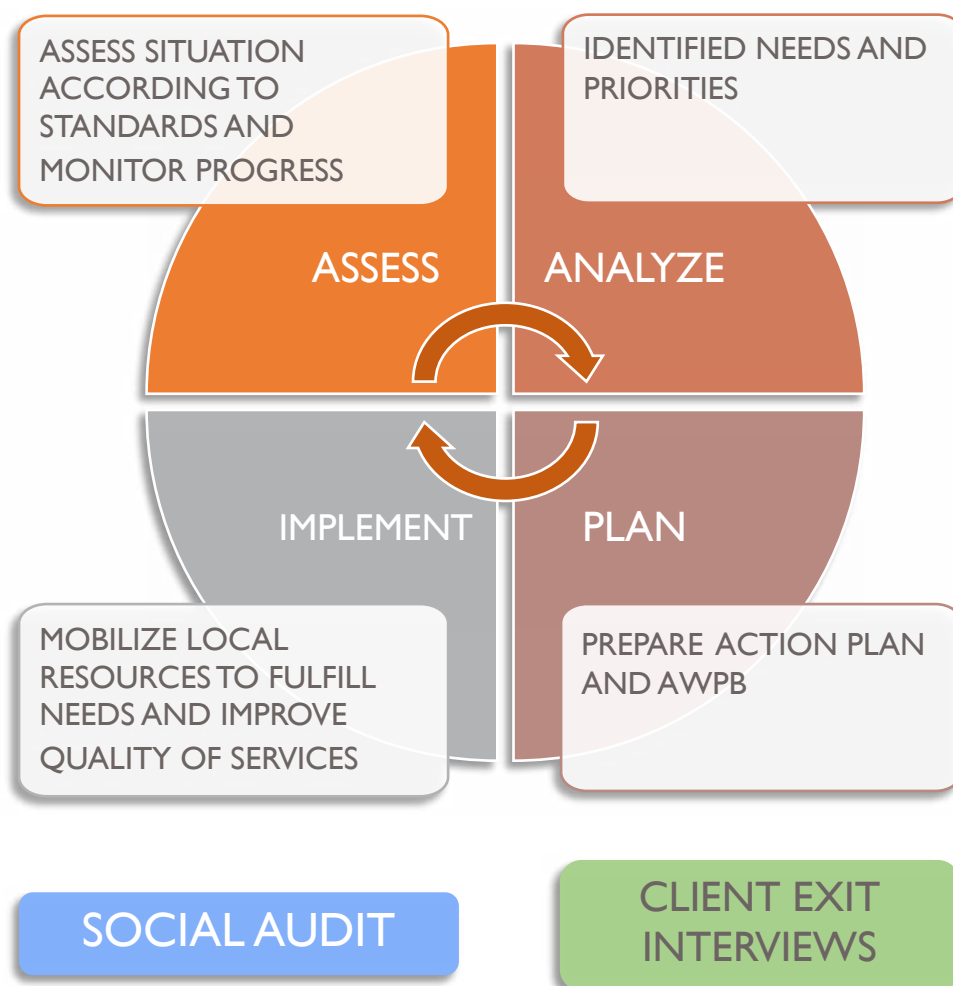 ASSESS SITUATION
ACCORDING TO
STANDARDS AND
MONITOR PROGRESS
IDENTIFIED NEEDS AND
PRIORITIES
ASSESS
ANALYZE
IMPLEMENT
PLAN
MOBILIZE LOCAL
RESOURCES TO FULFILL
NEEDS AND IMPROVE
QUALITY OF SERVICES
PREPARE ACTION PLAN
AND AWPB
SOCIAL AUDIT
CLIENT EXIT
INTERVIEWS